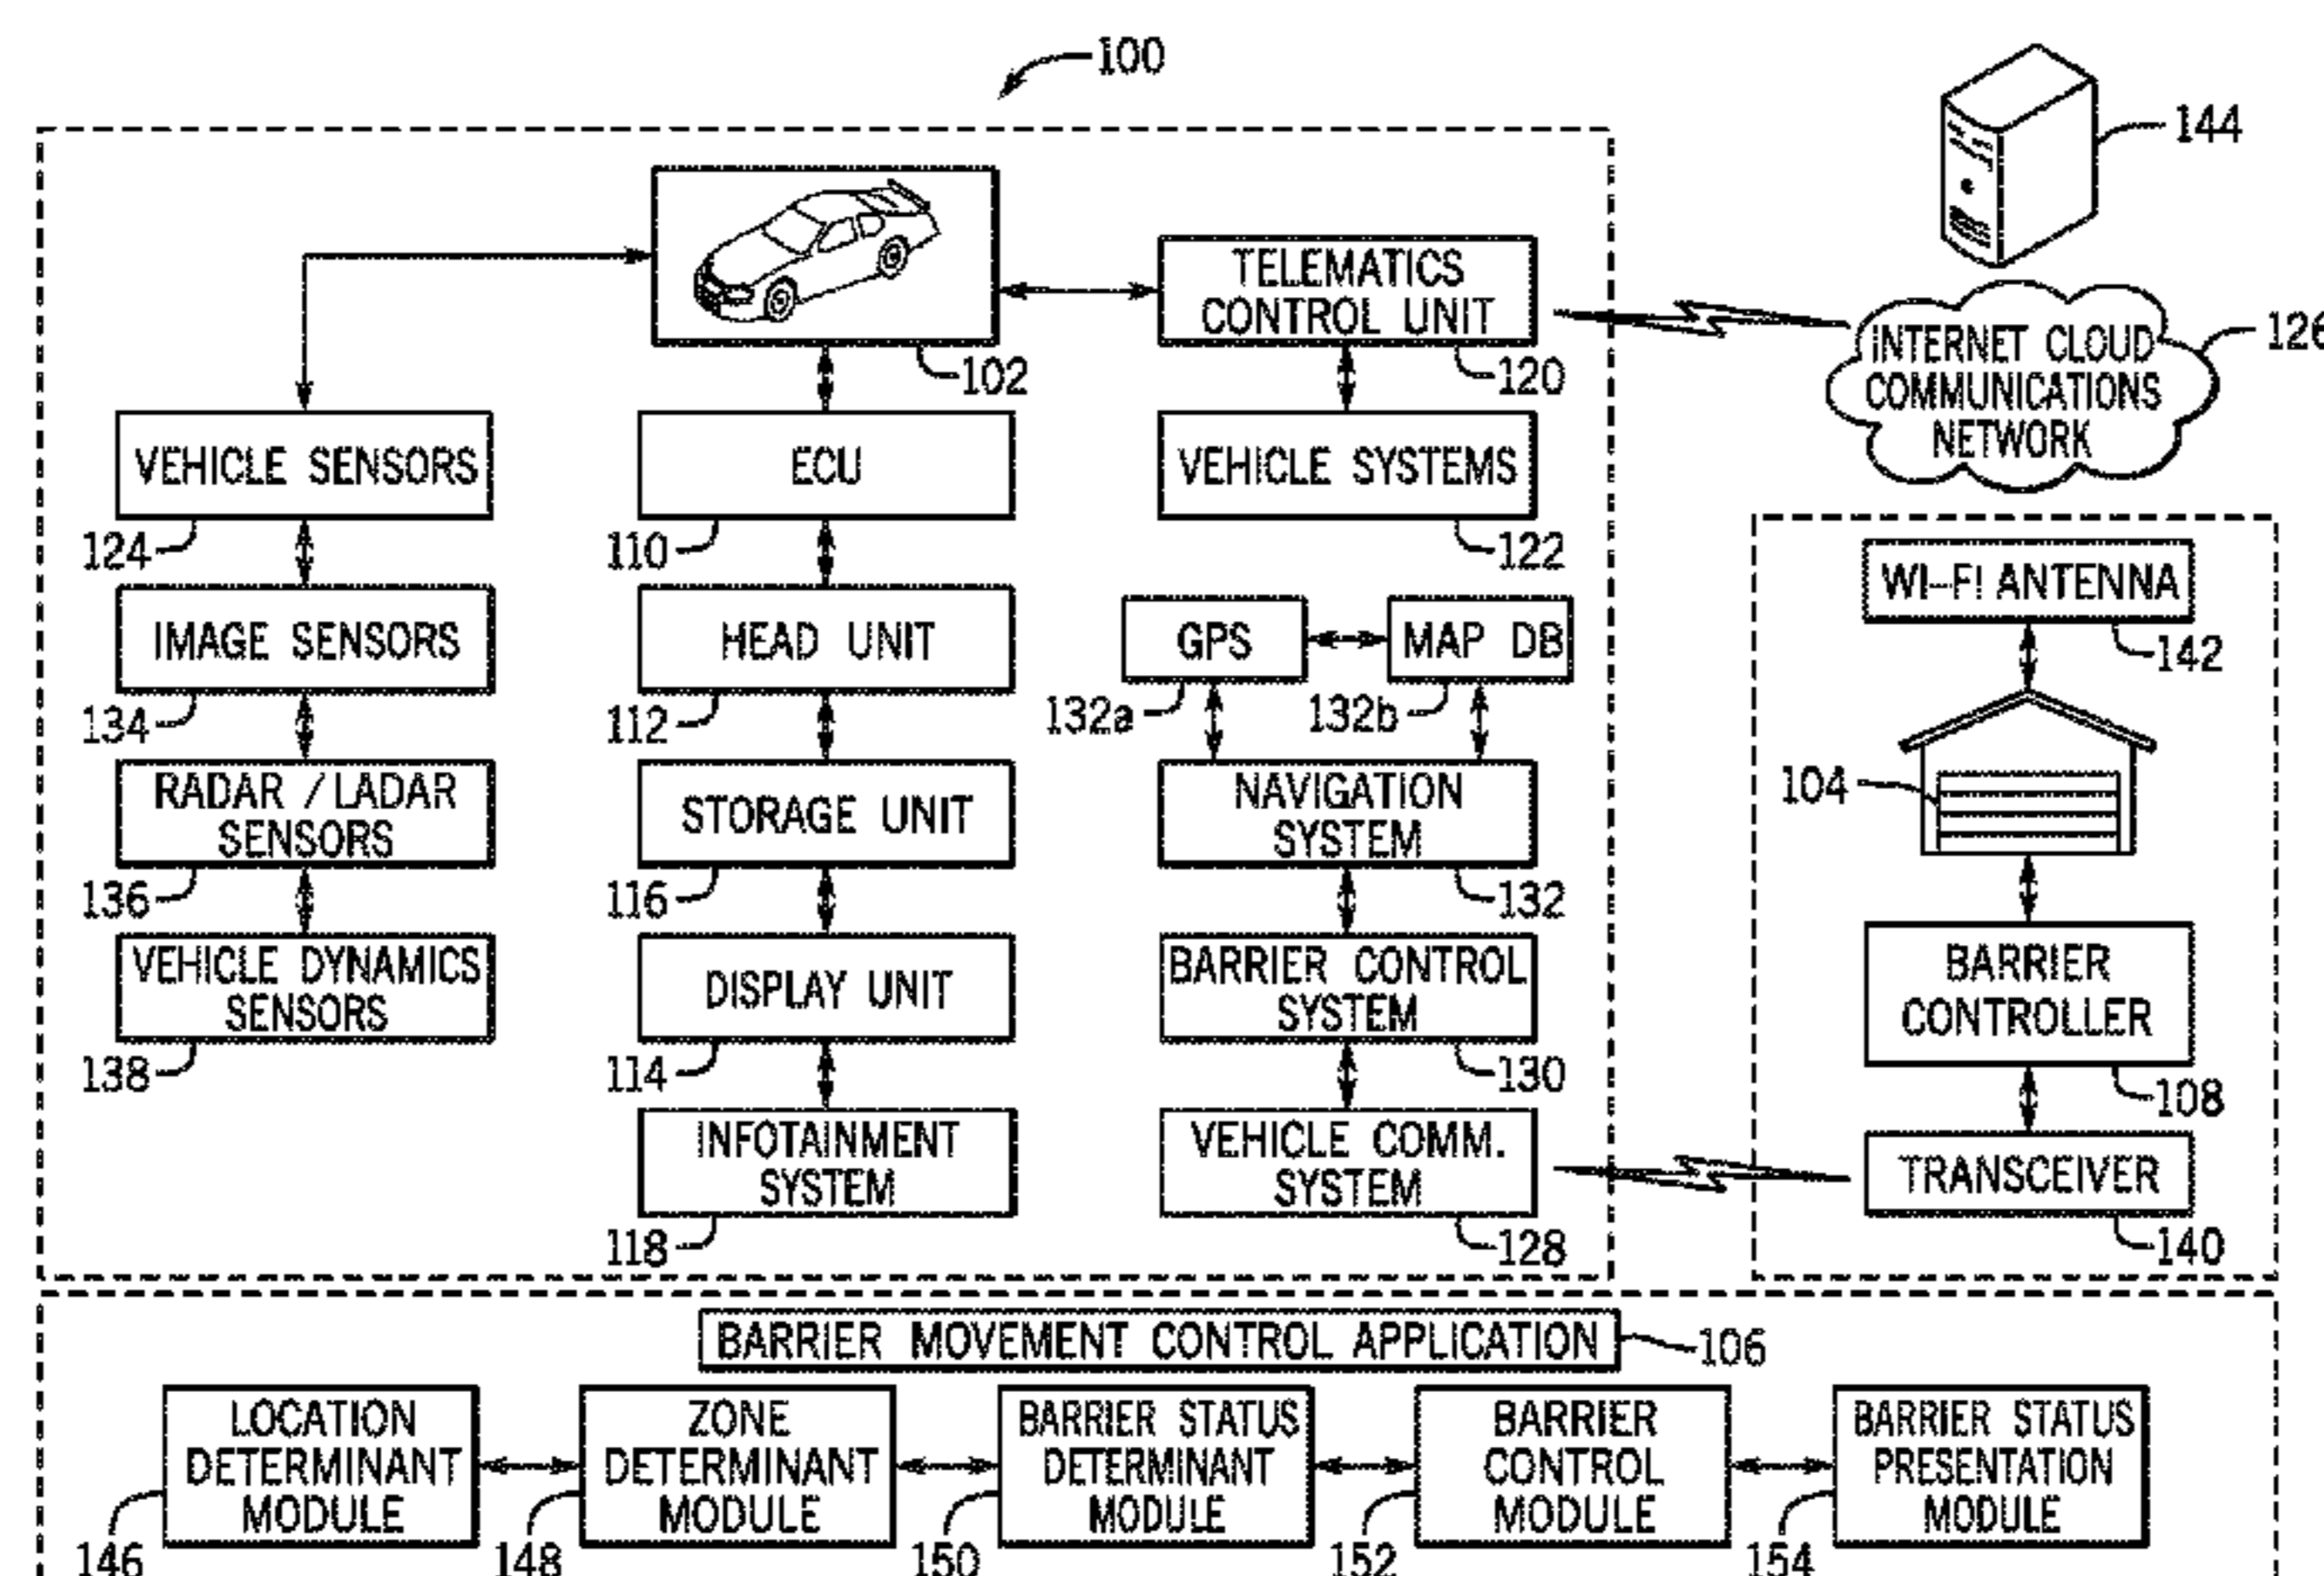 100
144
TELEMATICS
CONTROL UNIT
INTERNET CLOUD
COMMUNICATIONS
NETWORK
126
102
120
VEHICLE SENSORS
ECU
VEHICLE SYSTEMS
124
110
122
WI-FI ANTENNA
142
IMAGE SENSORS
HEAD UNIT
GPS
MAP DB
134
112
132a
132b
RADAR / LADAR
SENSORS
STORAGE UNIT
NAVIGATION
SYSTEM
104
136
116
132
VEHICLE DYNAMICS
SENSORS
DISPLAY UNIT
BARRIER CONTROL
SYSTEM
BARRIER
CONTROLLER
138
114
130
108
INFOTAINMENT
SYSTEM
VEHICLE COMM.
SYSTEM
TRANSCEIVER
118
128
140
BARRIER MOVEMENT CONTROL APPLICATION
106
LOCATION
DETERMINANT
MODULE
ZONE
DETERMINANT
MODULE
BARRIER STATUS
DETERMINANT
MODULE
BARRIER
CONTROL
MODULE
BARRIER STATUS
PRESENTATION
MODULE
146
148
150
152
154